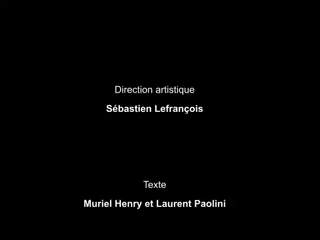 Direction artistique
Sébastien Lefrançois
Texte
Muriel Henry et Laurent Paolini